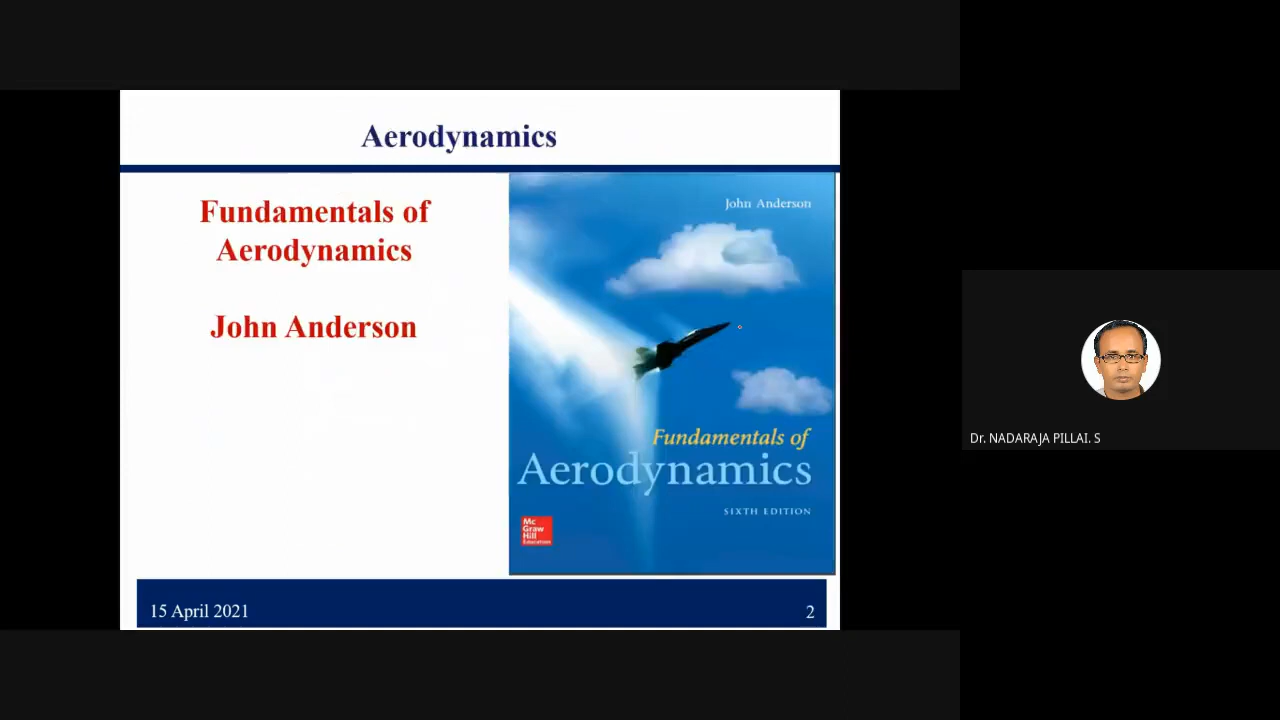 Aerodynamics
Fundamentals of
Aerodynamics
John Anderson
John Anderson
Fundamentals of
Aerodynamics
SIXTH EDITION
Mc
Graw
Hill
Education
15 April 2021
2
Dr. NADARAJA PILLAI. S